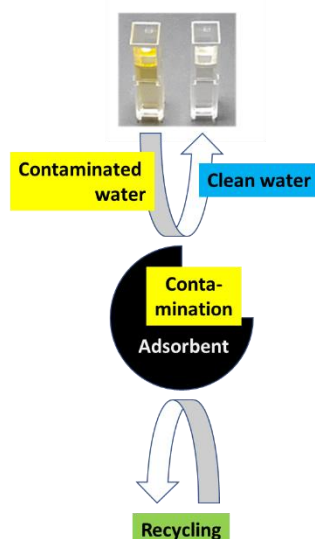 Contaminated
water
Clean water
Conta-
mination
Adsorbent
Recycling